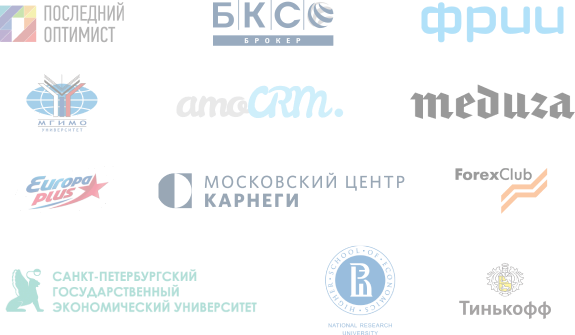 ПОСЛЕДНИЙ
ОПТИМИСТ
БКС
БРОКЕР
фрии
МГИМО
УНИВЕРСИТЕТ
amoCRM.
meduza
Europa
PLUS
МОСКОВСКИЙ ЦЕНТР
КАРНЕГИ
ForexClub
САНКТ-ПЕТЕРБУРГСКИЙ
ГОСУДАРСТВЕННЫЙ
ЭКОНОМИЧЕСКИЙ УНИВЕРСИТЕТ
HIGHER · SCHOOL · OF · ECONOMICS
NATIONAL RESEARCH
UNIVERSITY
Тинькофф